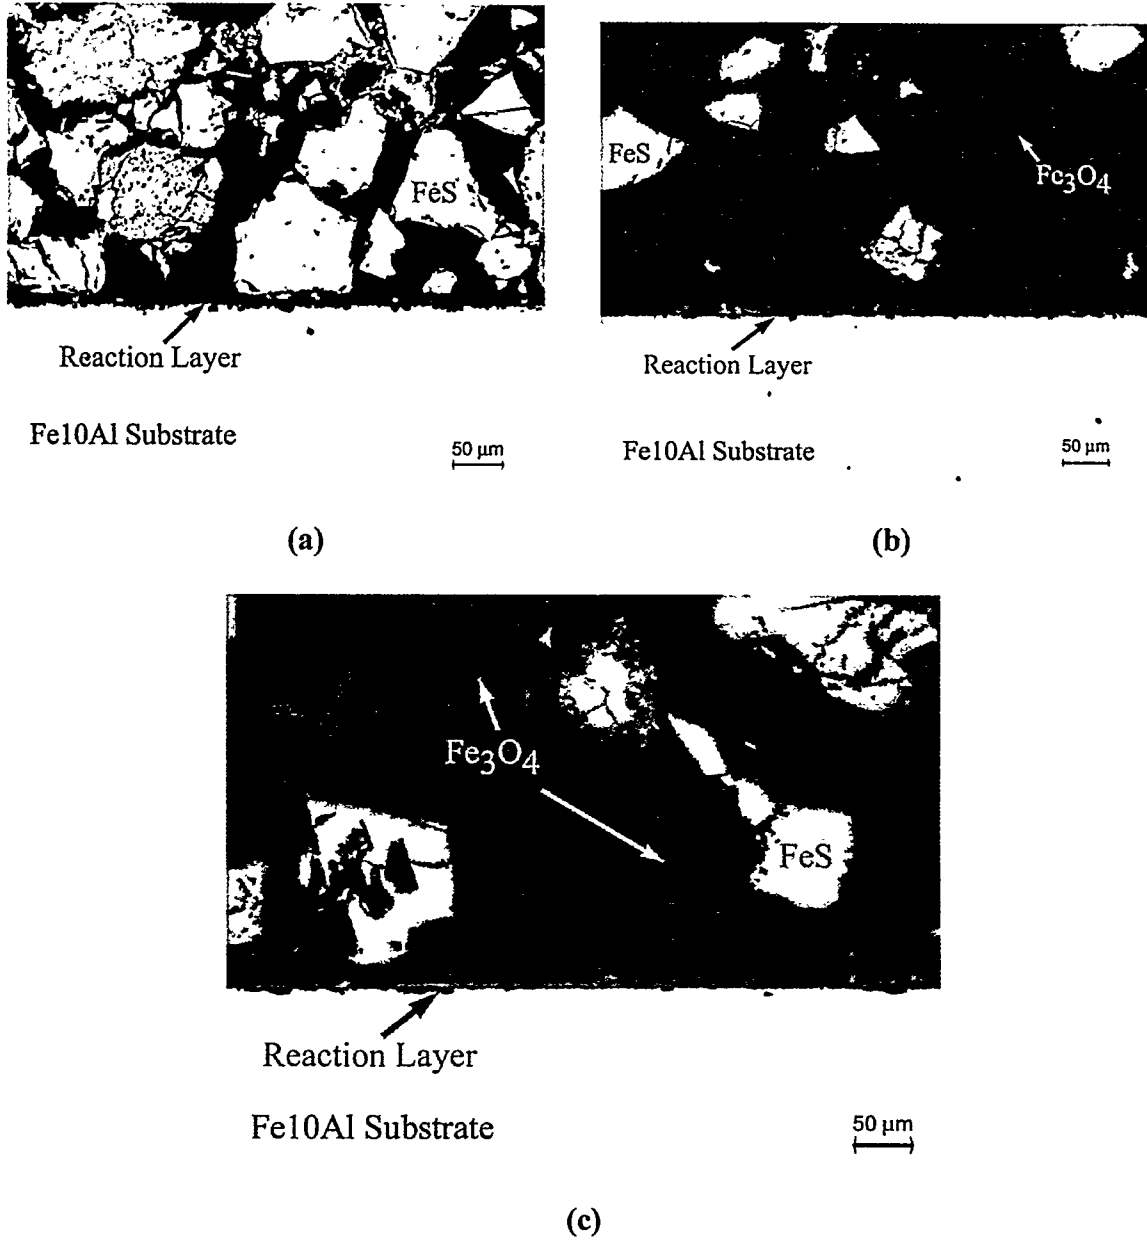 FeS
Reaction Layer
Fe10Al Substrate
50 µm
(a)
FeS
Fe3O4
Reaction Layer
Fe10Al Substrate
50 µm
(b)
Fe3O4
FeS
Reaction Layer
Fe10Al Substrate
50 µm
(c)